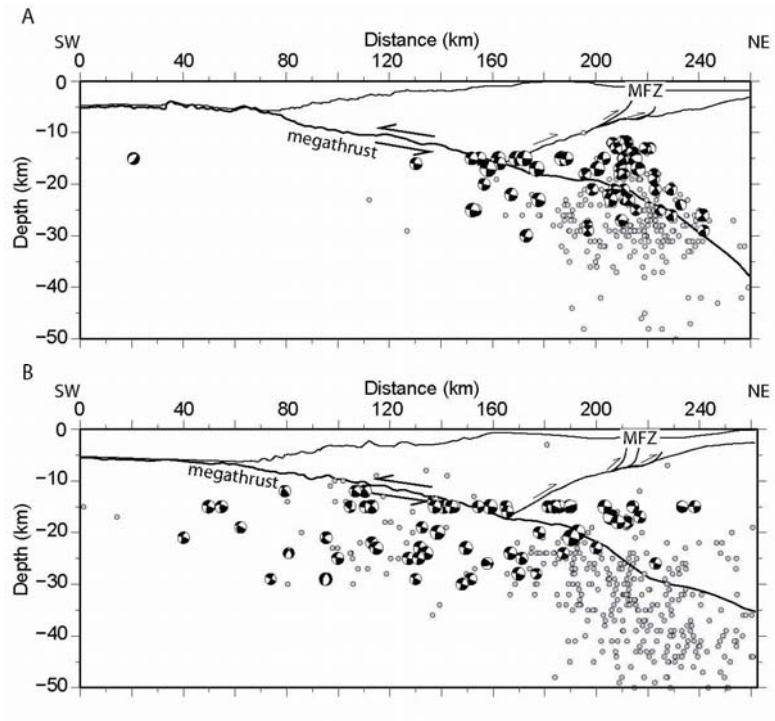 A
SW Distance (km) NE
0 40 80 120 160 200 240
MFZ
megathrust
Depth (km)
0
−10
−20
−30
−40
−50
B
SW Distance (km) NE
0 40 80 120 160 200 240
MFZ
megathrust
Depth (km)
0
−10
−20
−30
−40
−50